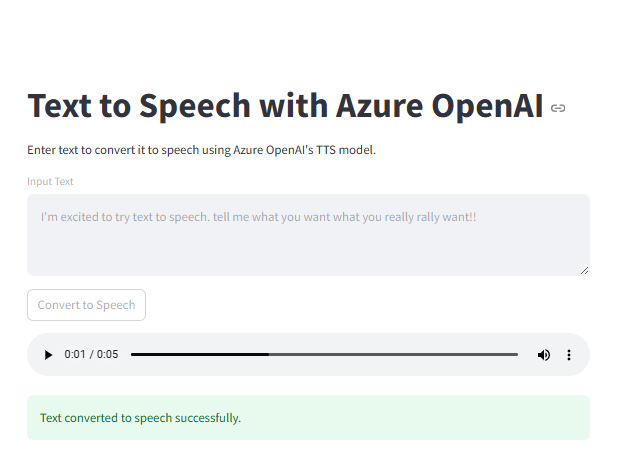 Text to Speech with Azure OpenAI
Enter text to convert it to speech using Azure OpenAI's TTS model.
Input Text
I'm excited to try text to speech. tell me what you want what you really rally want!!
Convert to Speech
0:01 / 0:05
Text converted to speech successfully.